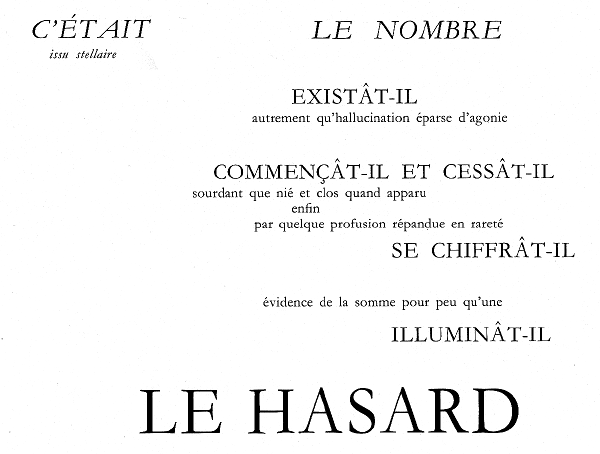 C'ÉTAIT LE NOMBRE
issu stellaire
EXISTÂT-IL
autrement qu'hallucination éparse d'agonie
COMMENÇÂT-IL ET CESSÂT-IL
sourdant que nié et clos quand apparu
enfin
par quelque profusion répandue en rareté
SE CHIFFRÂT-IL
évidence de la somme pour peu qu'une
ILLUMINÂT-IL
LE HASARD